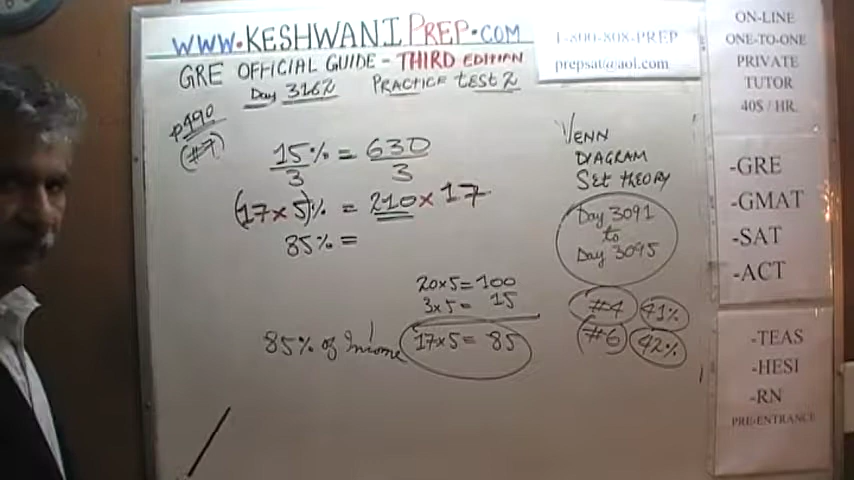 WWW.KESHWANIPREP.COM
1-800-808-PREP
prepsat@aol.com
GRE OFFICIAL GUIDE - THIRD EDITION
Day 3162 PRACTICE test 2
p490
(#7)
15% = 630
3 3
(17×5)% = 210×17
85% =
20×5=100
3×5= 15
85% of Income 17×5= 85
VENN
DIAGRAM
Set theory
Day 3091
to
Day 3095
#4 41%
#6 42%
ON-LINE
ONE-TO-ONE
PRIVATE
TUTOR
40$ / HR.
-GRE
-GMAT
-SAT
-ACT
-TEAS
-HESI
-RN
PRE-ENTRANCE